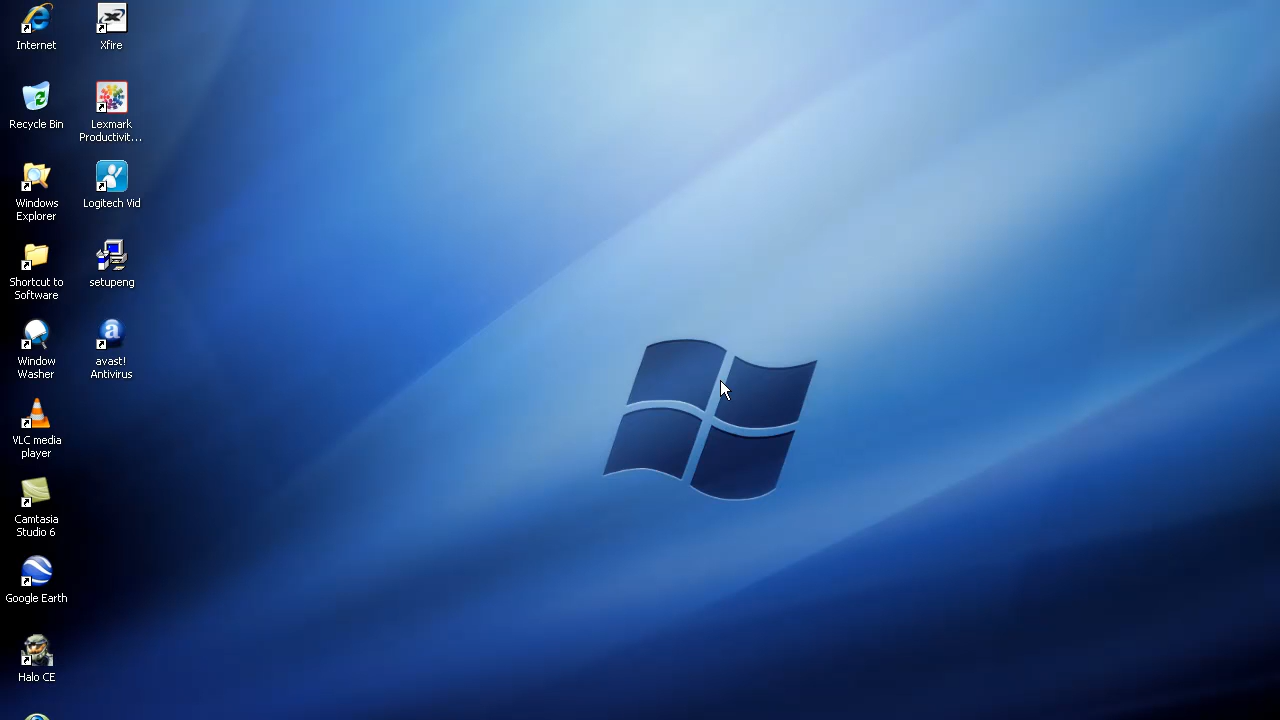 Internet
Xfire
Recycle Bin
Lexmark
Productivit...
Windows
Explorer
Logitech Vid
Shortcut to
Software
setupeng
Window
Washer
avast!
Antivirus
VLC media
player
Camtasia
Studio 6
Google Earth
Halo CE